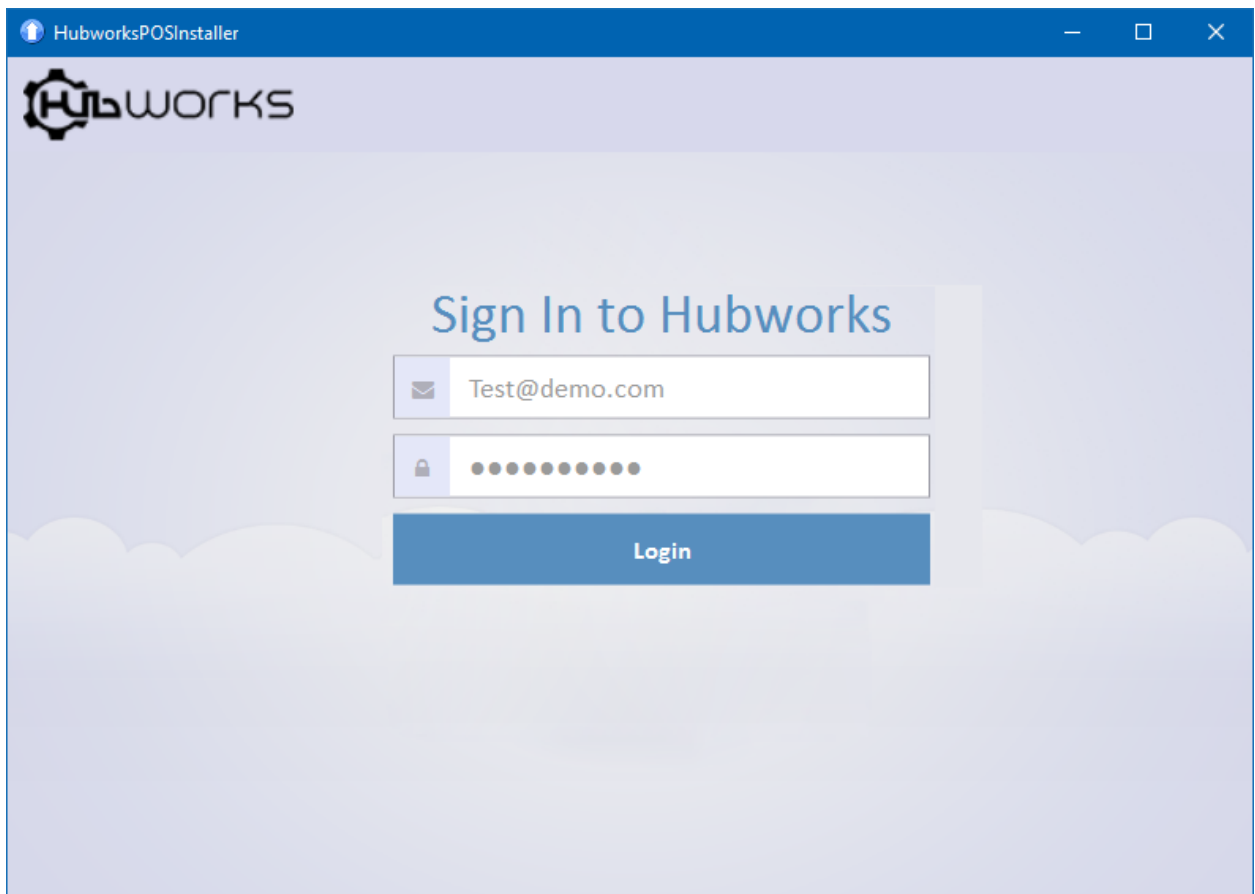 HubworksPOSInstaller
Hubworks
Sign In to Hubworks
Test@demo.com
●●●●●●●●●●
Login